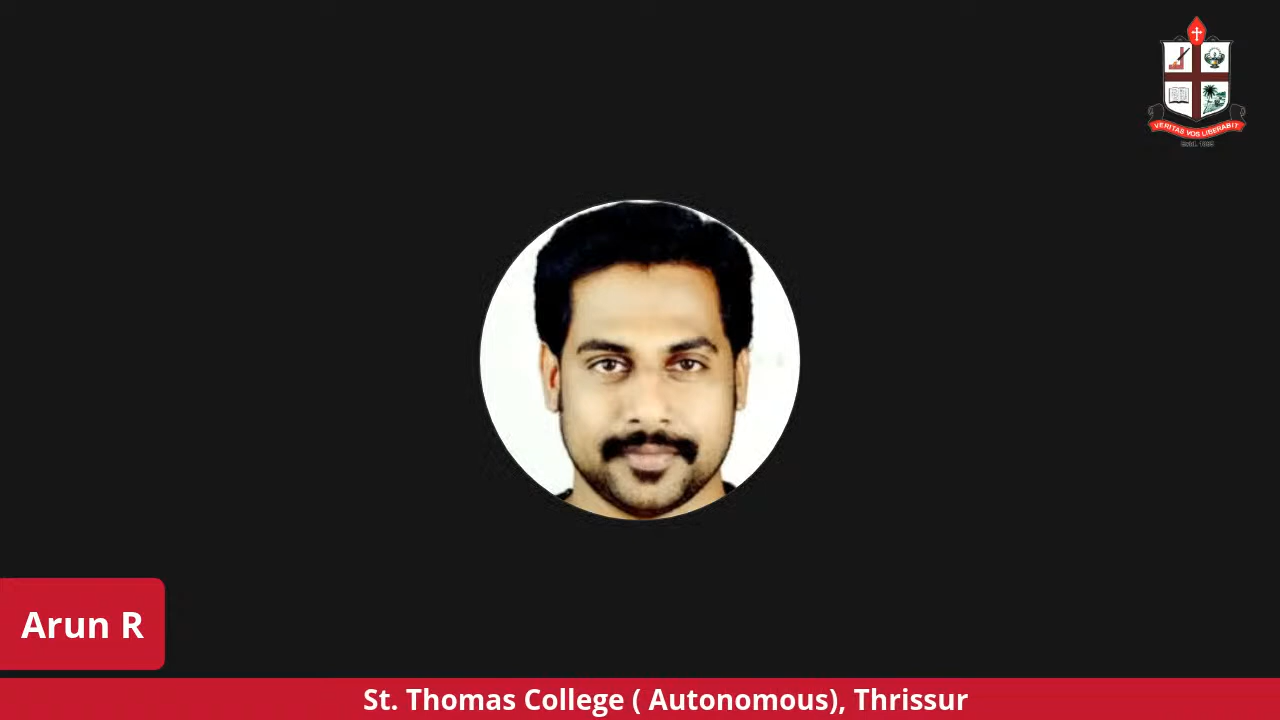 VERITAS VOS LIBERABIT
Arun R
St. Thomas College ( Autonomous), Thrissur